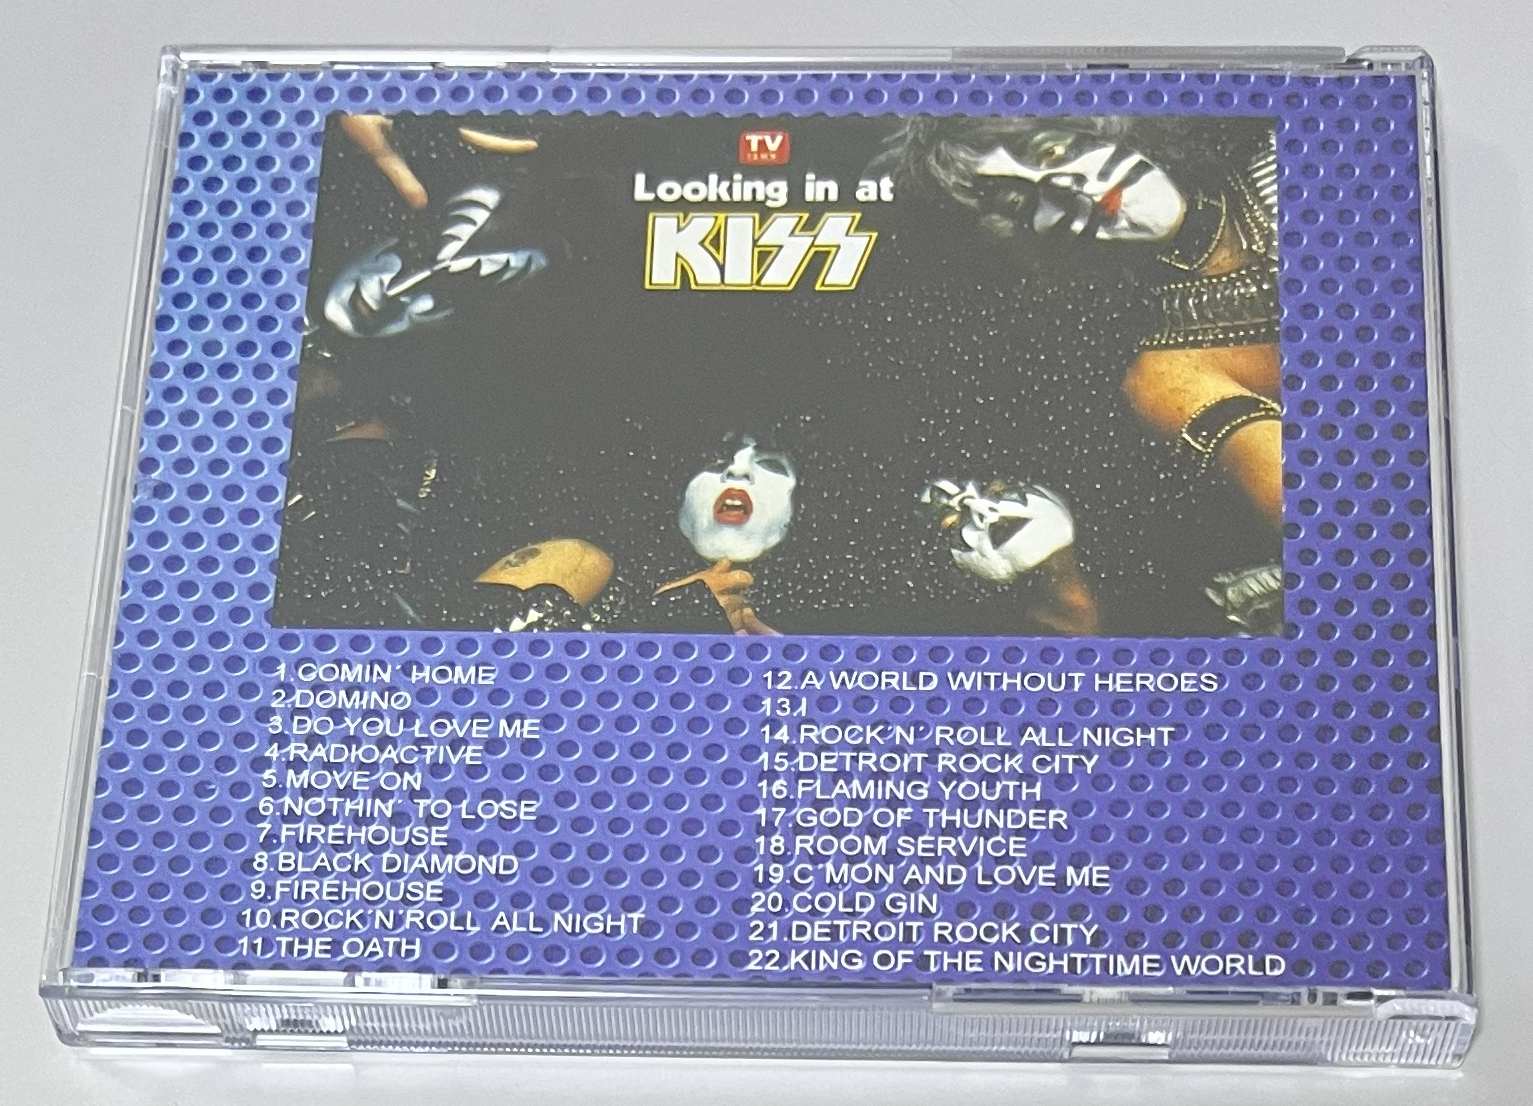 TV
Looking in at
KISS
1.COMIN´ HOME
2.DOMINO
3.DO YOU LOVE ME
4.RADIOACTIVE
5.MOVE ON
6.NOTHIN´ TO LOSE
7.FIREHOUSE
8.BLACK DIAMOND
9.FIREHOUSE
10.ROCK´N´ROLL ALL NIGHT
11.THE OATH
12.A WORLD WITHOUT HEROES
13.I
14.ROCK´N´ ROLL ALL NIGHT
15.DETROIT ROCK CITY
16.FLAMING YOUTH
17.GOD OF THUNDER
18.ROOM SERVICE
19.C´MON AND LOVE ME
20.COLD GIN
21.DETROIT ROCK CITY
22.KING OF THE NIGHTTIME WORLD